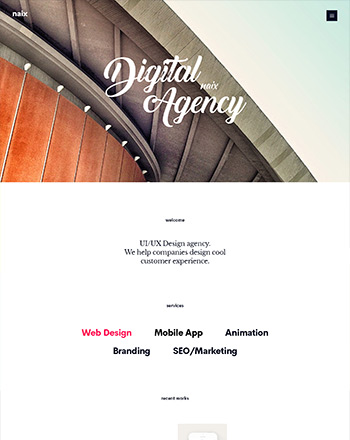 naix
Digital
naix
Agency
welcome
UI/UX Design agency.
We help companies design cool
customer experience.
services
Web Design Mobile App Animation
Branding SEO/Marketing
recent works